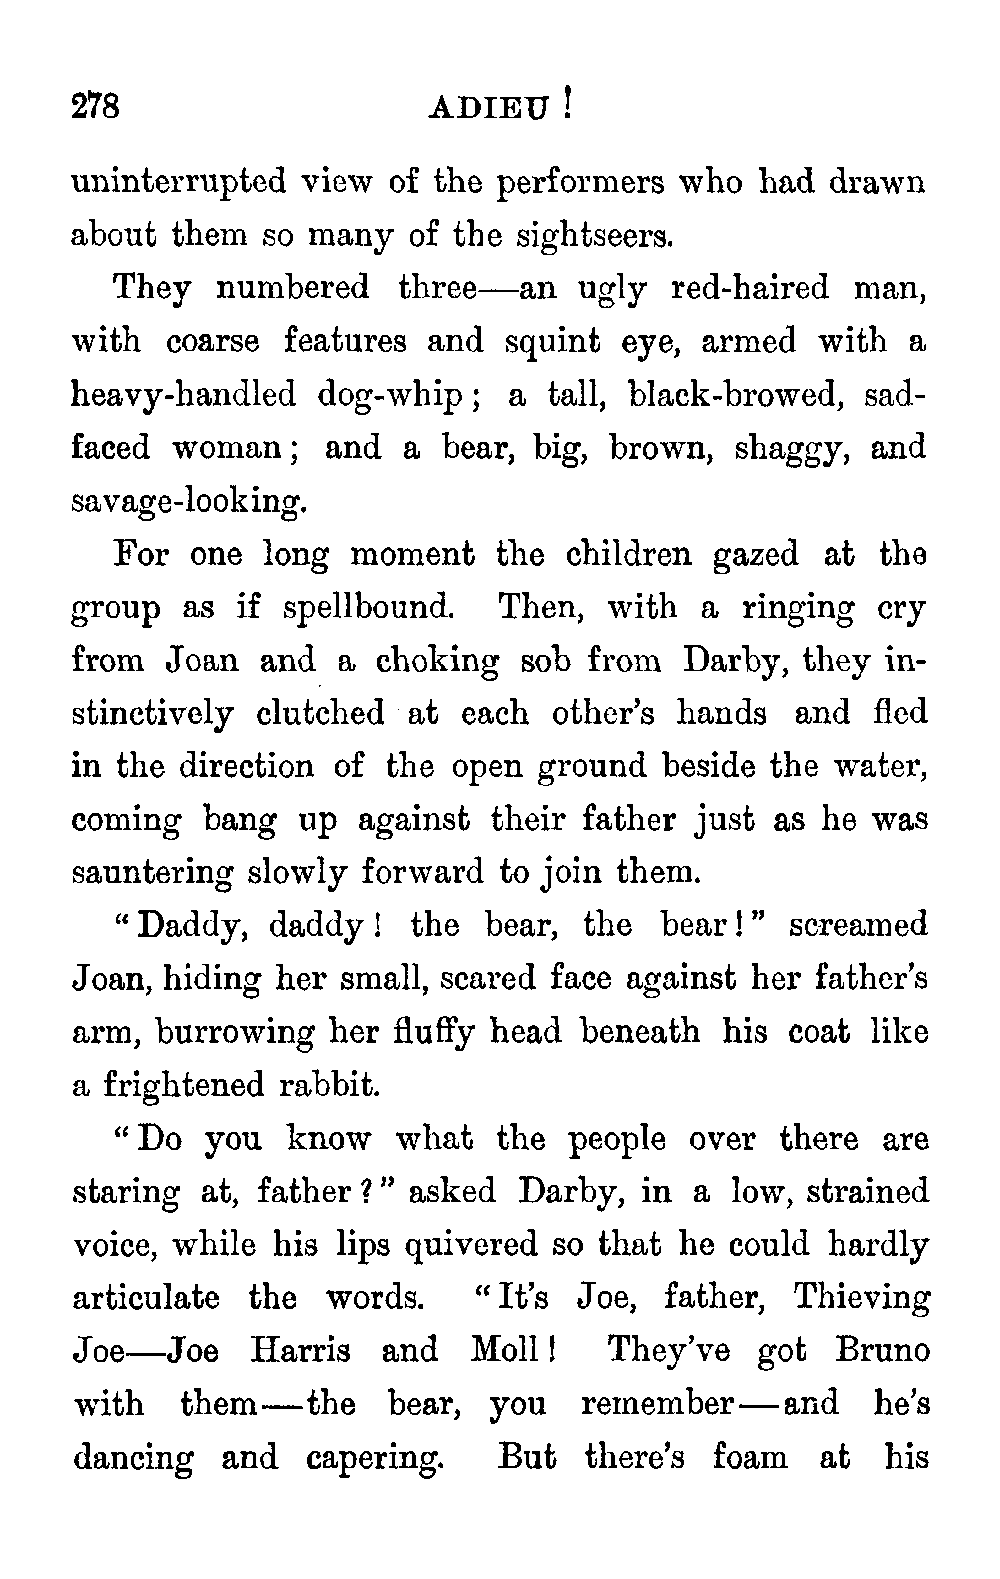 278 ADIEU !
uninterrupted view of the performers who had drawn
about them so many of the sightseers.
They numbered three—an ugly red-haired man,
with coarse features and squint eye, armed with a
heavy-handled dog-whip ; a tall, black-browed, sad-
faced woman ; and a bear, big, brown, shaggy, and
savage-looking.
For one long moment the children gazed at the
group as if spellbound. Then, with a ringing cry
from Joan and a choking sob from Darby, they in-
stinctively clutched at each other's hands and fled
in the direction of the open ground beside the water,
coming bang up against their father just as he was
sauntering slowly forward to join them.
“ Daddy, daddy ! the bear, the bear ! ” screamed
Joan, hiding her small, scared face against her father's
arm, burrowing her fluffy head beneath his coat like
a frightened rabbit.
“ Do you know what the people over there are
staring at, father ? ” asked Darby, in a low, strained
voice, while his lips quivered so that he could hardly
articulate the words. “ It's Joe, father, Thieving
Joe—Joe Harris and Moll ! They've got Bruno
with them—the bear, you remember—and he's
dancing and capering. But there's foam at his